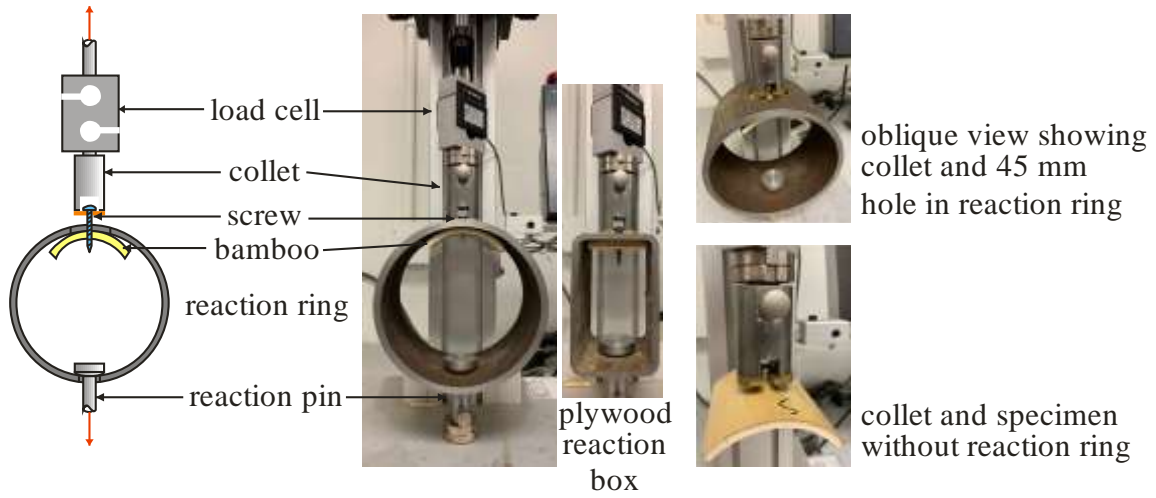 load cell
collet
screw
bamboo
reaction ring
reaction pin
plywood
reaction
box
oblique view showing
collet and 45 mm
hole in reaction ring
collet and specimen
without reaction ring